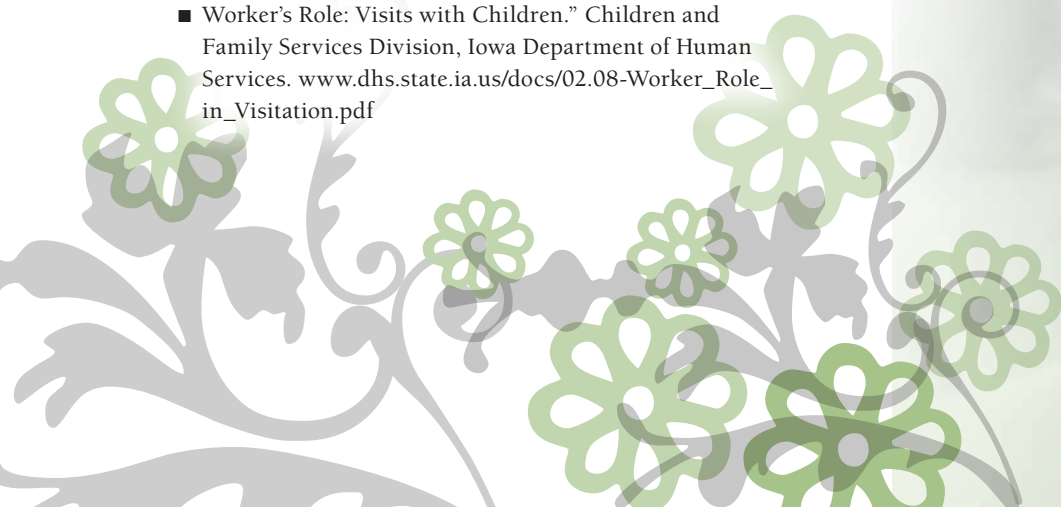 ■ Worker’s Role: Visits with Children.” Children and
Family Services Division, Iowa Department of Human
Services. www.dhs.state.ia.us/docs/02.08-Worker_Role_
in_Visitation.pdf